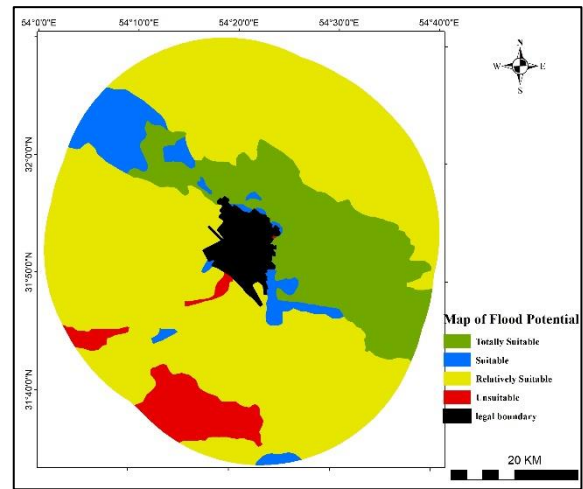 54°0'0"E 54°10'0"E 54°20'0"E 54°30'0"E 54°40'0"E
N
W E
S
32°0'0"N
31°50'0"N
31°40'0"N
Map of Flood Potential
Totally Suitable
Suitable
Relatively Suitable
Unsuitable
legal boundary
20 KM